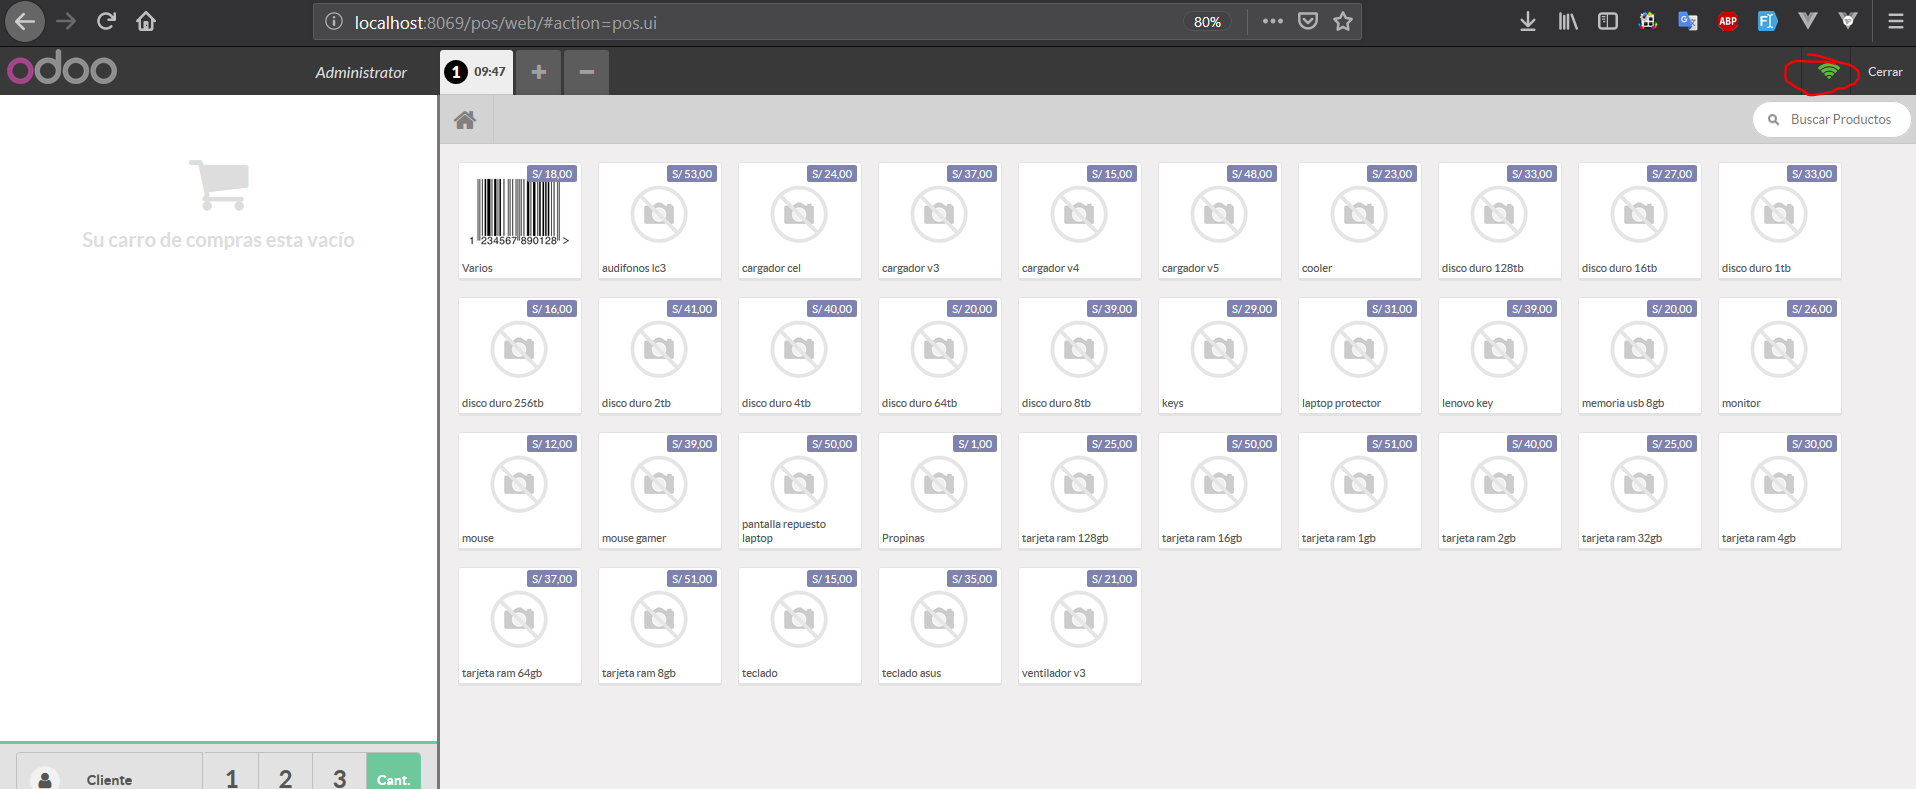 localhost:8069/pos/web/#action=pos.ui
80%
ABP
odoo
Administrator
1 09:47
Cerrar
Buscar Productos
Su carro de compras esta vacío
S/ 18,00
1 234567 890128 >
Varios
S/ 53,00
audifonos lc3
S/ 24,00
cargador cel
S/ 37,00
cargador v3
S/ 15,00
cargador v4
S/ 48,00
cargador v5
S/ 23,00
cooler
S/ 33,00
disco duro 128tb
S/ 27,00
disco duro 16tb
S/ 33,00
disco duro 1tb
S/ 16,00
disco duro 256tb
S/ 41,00
disco duro 2tb
S/ 40,00
disco duro 4tb
S/ 20,00
disco duro 64tb
S/ 39,00
disco duro 8tb
S/ 29,00
keys
S/ 31,00
laptop protector
S/ 39,00
lenovo key
S/ 20,00
memoria usb 8gb
S/ 26,00
monitor
S/ 12,00
mouse
S/ 39,00
mouse gamer
S/ 50,00
pantalla repuesto
laptop
S/ 1,00
Propinas
S/ 25,00
tarjeta ram 128gb
S/ 50,00
tarjeta ram 16gb
S/ 51,00
tarjeta ram 1gb
S/ 40,00
tarjeta ram 2gb
S/ 25,00
tarjeta ram 32gb
S/ 30,00
tarjeta ram 4gb
S/ 37,00
tarjeta ram 64gb
S/ 51,00
tarjeta ram 8gb
S/ 15,00
teclado
S/ 35,00
teclado asus
S/ 21,00
ventilador v3
Cliente
1 2 3 Cant.